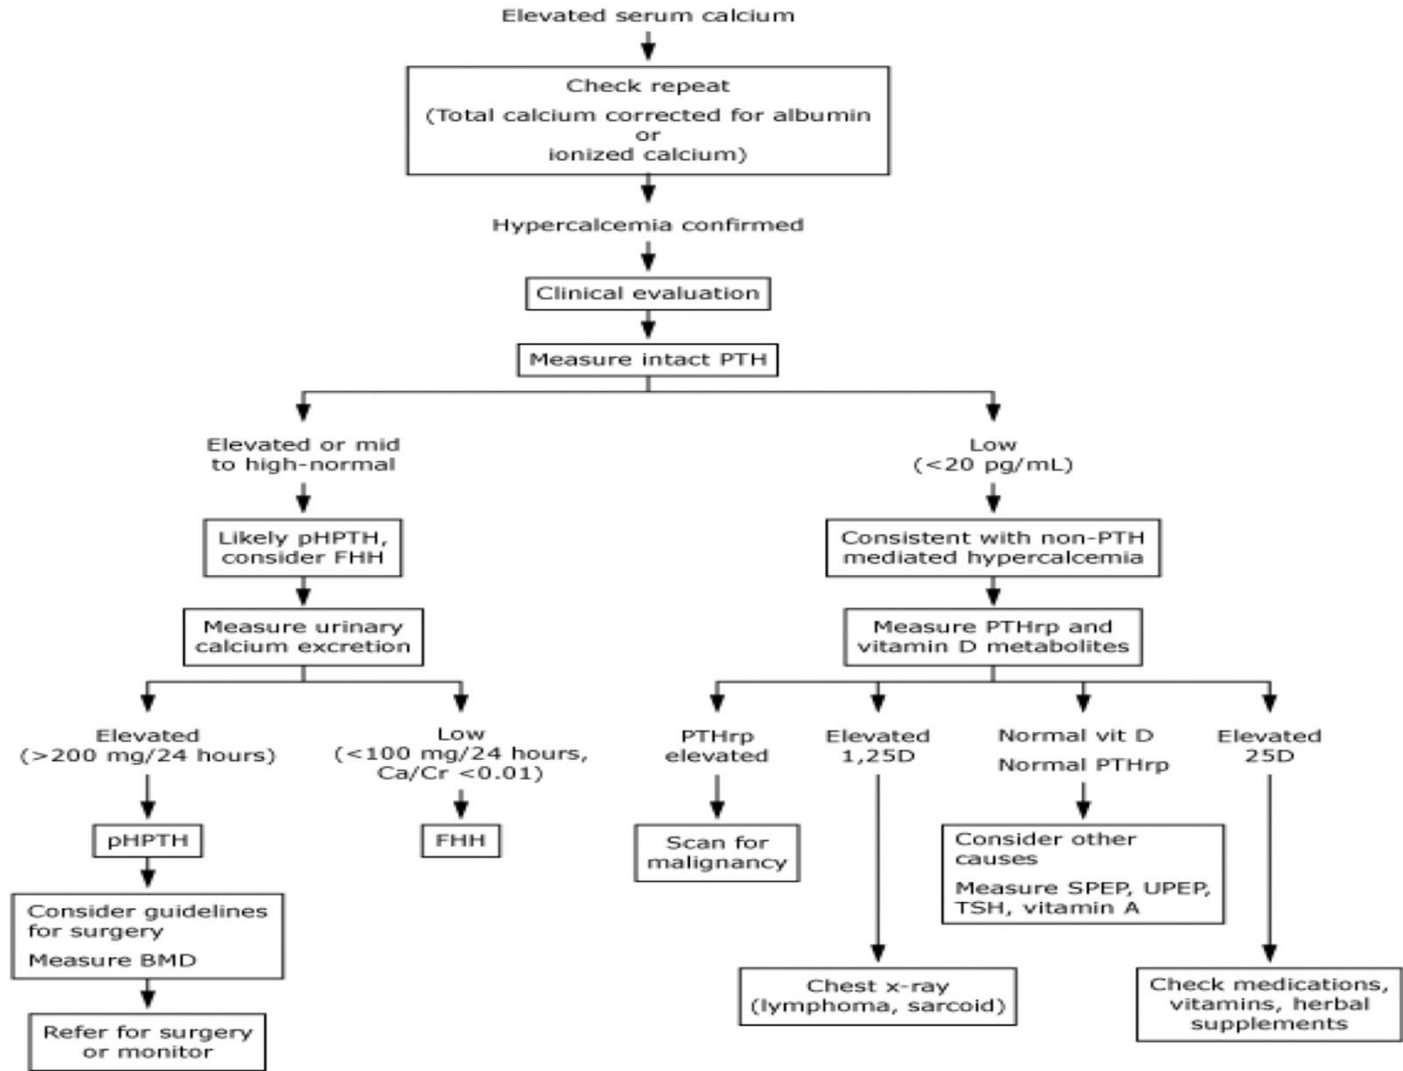 Elevated serum calcium
Check repeat
(Total calcium corrected for albumin
or
ionized calcium)
Hypercalcemia confirmed
Clinical evaluation
Measure intact PTH
Elevated or mid
to high-normal
Low
(<20 pg/mL)
Likely pHPTH,
consider FHH
Consistent with non-PTH
mediated hypercalcemia
Measure urinary
calcium excretion
Measure PTHrp and
vitamin D metabolites
Elevated
(>200 mg/24 hours)
Low
(<100 mg/24 hours,
Ca/Cr <0.01)
PTHrp
elevated
Elevated
1,25D
Normal vit D
Normal PTHrp
Elevated
25D
pHPTH
FHH
Scan for
malignancy
Consider other
causes
Measure SPEP, UPEP,
TSH, vitamin A
Consider guidelines
for surgery
Measure BMD
Chest x-ray
(lymphoma, sarcoid)
Check medications,
vitamins, herbal
supplements
Refer for surgery
or monitor